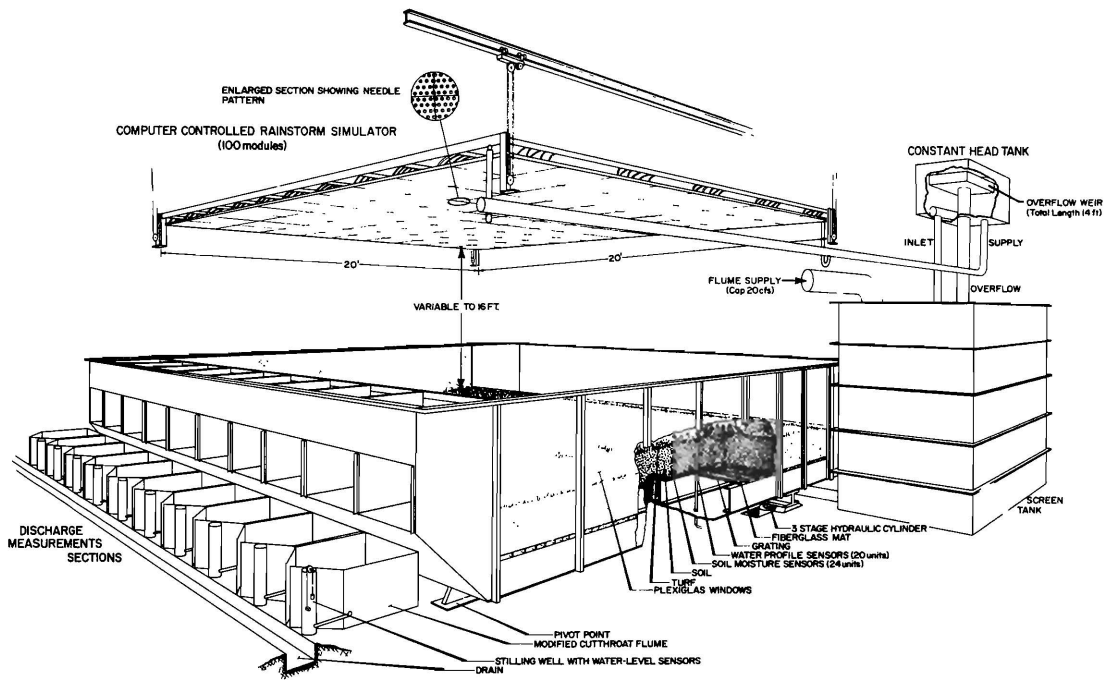 ENLARGED SECTION SHOWING NEEDLE
PATTERN
COMPUTER CONTROLLED RAINSTORM SIMULATOR
(100 modules)
CONSTANT HEAD TANK
OVERFLOW WEIR
(Total Length 14 ft)
INLET
SUPPLY
20'
20'
FLUME SUPPLY
(Cap 20cfs)
OVERFLOW
VARIABLE TO 16 FT.
SCREEN
TANK
3 STAGE HYDRAULIC CYLINDER
FIBERGLASS MAT
GRATING
WATER PROFILE SENSORS (20 units)
SOIL MOISTURE SENSORS (24 units)
SOIL
TURF
PLEXIGLAS WINDOWS
DISCHARGE
MEASUREMENTS
SECTIONS
PIVOT POINT
MODIFIED CUTTHROAT FLUME
STILLING WELL WITH WATER-LEVEL SENSORS
DRAIN